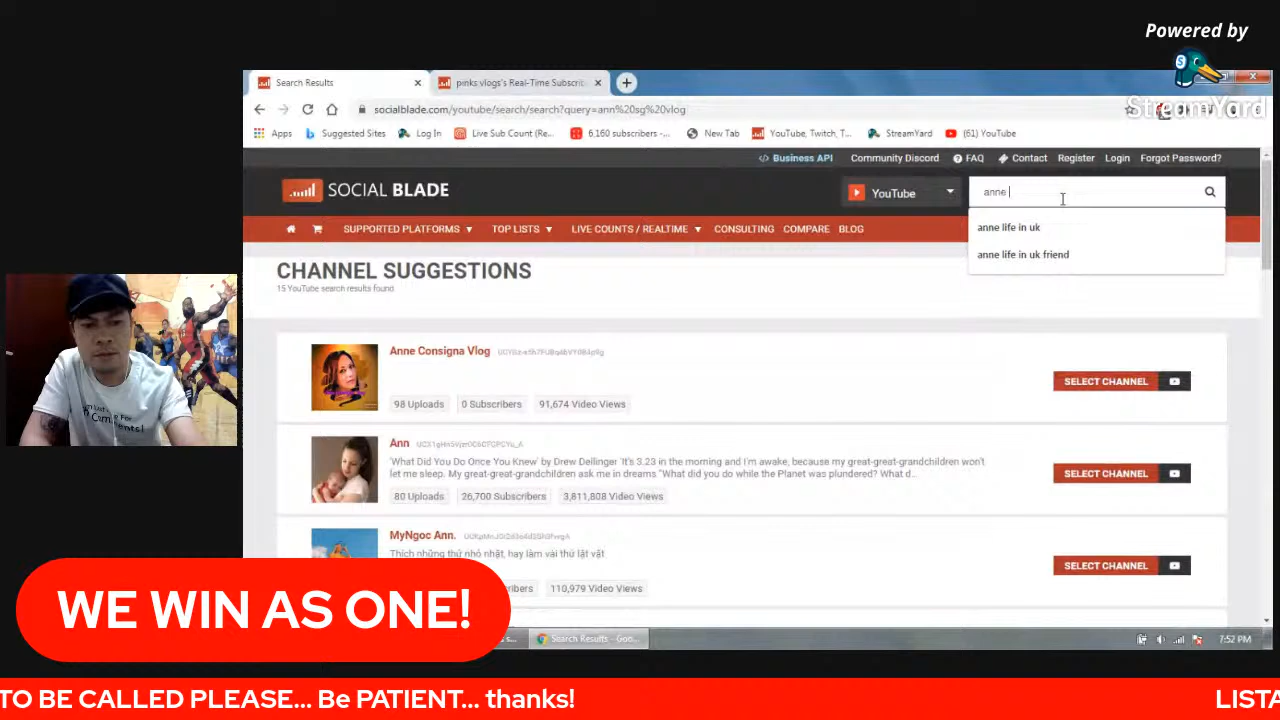 Powered by
StreamYard
Search Results
pinks vlogs's Real-Time Subscrib
socialblade.com/youtube/search/search?query=ann%20sg%20vlog
Apps
Suggested Sites
Log In
Live Sub Count (Re...
6,160 subscribers -...
New Tab
YouTube, Twitch, T...
StreamYard
(61) YouTube
Business API
Community Discord
FAQ
Contact
Register
Login
Forgot Password?
SOCIAL BLADE
YouTube
anne
SUPPORTED PLATFORMS
TOP LISTS
LIVE COUNTS / REALTIME
CONSULTING
COMPARE
BLOG
anne life in uk
anne life in uk friend
CHANNEL SUGGESTIONS
15 YouTube search results found
Anne Consigna Vlog
98 Uploads
0 Subscribers
91,674 Video Views
SELECT CHANNEL
Ann
'What Did You Do Once You Knew' by Drew Dellinger 'It's 3.23 in the morning and I'm awake, because my great-great-grandchildren won't
let me sleep. My great-great-grandchildren ask me in dreams "What did you do while the Planet was plundered? What d...
80 Uploads
26,700 Subscribers
3,811,808 Video Views
SELECT CHANNEL
MyNgoc Ann.
Thích những thứ nhỏ nhặt, hay làm vài thứ lặt vặt
110,979 Video Views
SELECT CHANNEL
Search Results - Goo...
7:52 PM
WE WIN AS ONE!
TO BE CALLED PLEASE... Be PATIENT... thanks!
LISTA